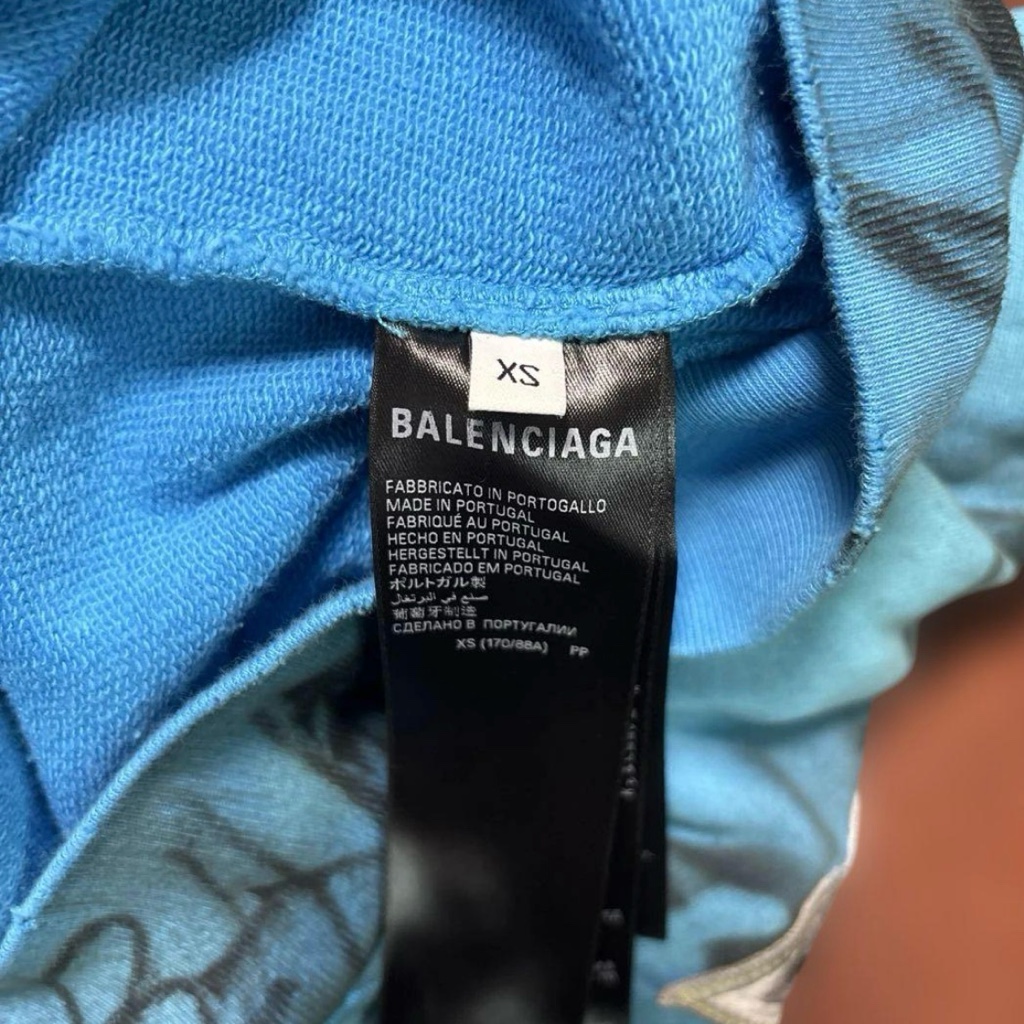 XS
BALENCIAGA
FABBRICATO IN PORTOGALLO
MADE IN PORTUGAL
FABRIQUÉ AU PORTUGAL
HECHO EN PORTUGAL
HERGESTELLT IN PORTUGAL
FABRICADO EM PORTUGAL
ポルトガル製
صنع في البرتغال
葡萄牙制造
СДЕЛАНО В ПОРТУГАЛИИ
XS (170/88A) PP